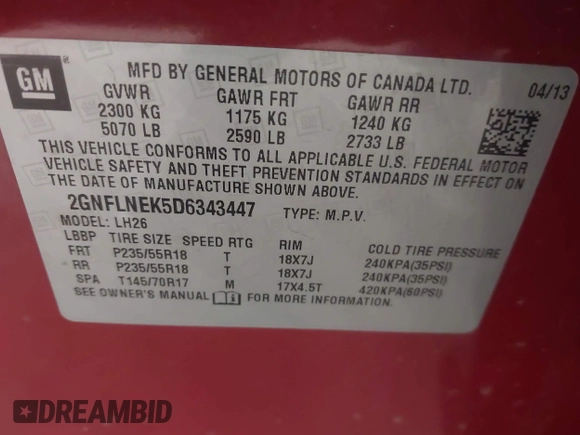 GM
MFD BY GENERAL MOTORS OF CANADA LTD. 04/13
GVWR GAWR FRT GAWR RR
2300 KG 1175 KG 1240 KG
5070 LB 2590 LB 2733 LB
THIS VEHICLE CONFORMS TO ALL APPLICABLE U.S. FEDERAL MOTOR
VEHICLE SAFETY AND THEFT PREVENTION STANDARDS IN EFFECT ON
THE DATE OF MANUFACTURE SHOWN ABOVE.
2GNFLNEK5D6343447 TYPE: M.P.V.
MODEL: LH26
LBBP TIRE SIZE SPEED RTG RIM COLD TIRE PRESSURE
FRT P235/55R18 T 18X7J 240KPA(35PSI)
RR P235/55R18 T 18X7J 240KPA(35PSI)
SPA T145/70R17 M 17X4.5T 420KPA(60PSI)
SEE OWNER'S MANUAL FOR MORE INFORMATION.
DREAMBID